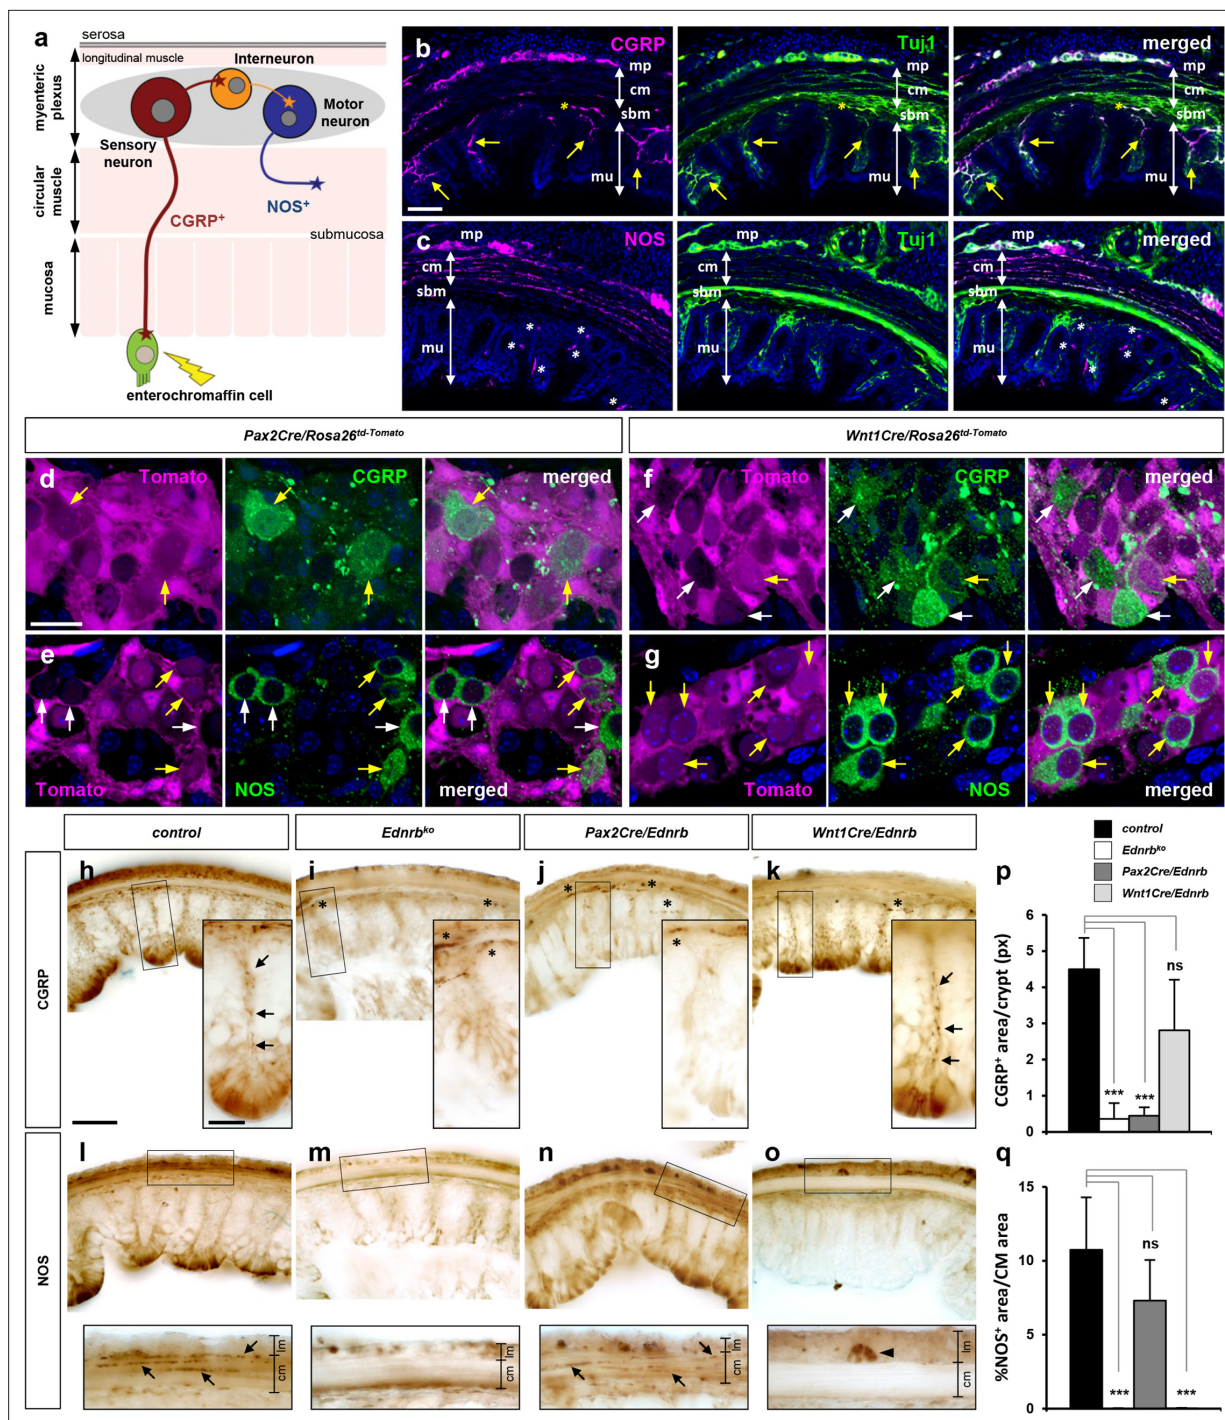 a
serosa
longitudinal muscle
Interneuron
myenteric
plexus
Motor
neuron
Sensory
neuron
circular
muscle
CGRP+
NOS+
submucosa
mucosa
enterochromaffin cell
b
CGRP
mp
cm
*
sbm
mu
Tuj1
mp
cm
*
sbm
mu
merged
mp
cm
*
sbm
mu
c
NOS
mp
cm
sbm
mu
*
*
*
*
*
Tuj1
mp
cm
sbm
mu
merged
mp
cm
sbm
mu
*
*
*
*
*
Pax2Cre/Rosa26td-Tomato
Wnt1Cre/Rosa26td-Tomato
d
Tomato
CGRP
merged
f
Tomato
CGRP
merged
e
Tomato
NOS
merged
g
Tomato
NOS
merged
control
Ednrbko
Pax2Cre/Ednrb
Wnt1Cre/Ednrb
CGRP
h
i
*
*
*
*
j
*
*
*
*
k
*
NOS
l
lm
cm
m
lm
cm
n
lm
cm
o
lm
cm
control
Ednrbko
Pax2Cre/Ednrb
Wnt1Cre/Ednrb
p
CGRP+ area/crypt (px)
6
5
4
3
2
1
0
***
***
ns
q
%NOS+ area/CM area
15
10
5
0
***
ns
***